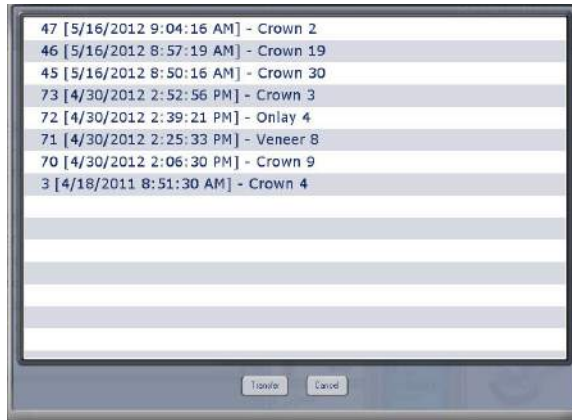 47 [5/16/2012 9:04:16 AM] - Crown 2
46 [5/16/2012 8:57:19 AM] - Crown 19
45 [5/16/2012 8:50:16 AM] - Crown 30
73 [4/30/2012 2:52:56 PM] - Crown 3
72 [4/30/2012 2:39:21 PM] - Onlay 4
71 [4/30/2012 2:25:33 PM] - Veneer 8
70 [4/30/2012 2:06:30 PM] - Crown 9
3 [4/18/2011 8:51:30 AM] - Crown 4
Transfer Cancel